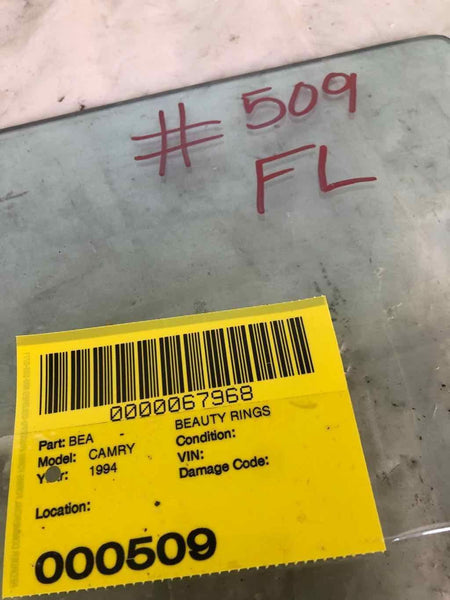 # 509
FL
0000067968
Part: BEA - BEAUTY RINGS
Model: CAMRY Condition:
Year: 1994 VIN:
Damage Code:
Location:
000509